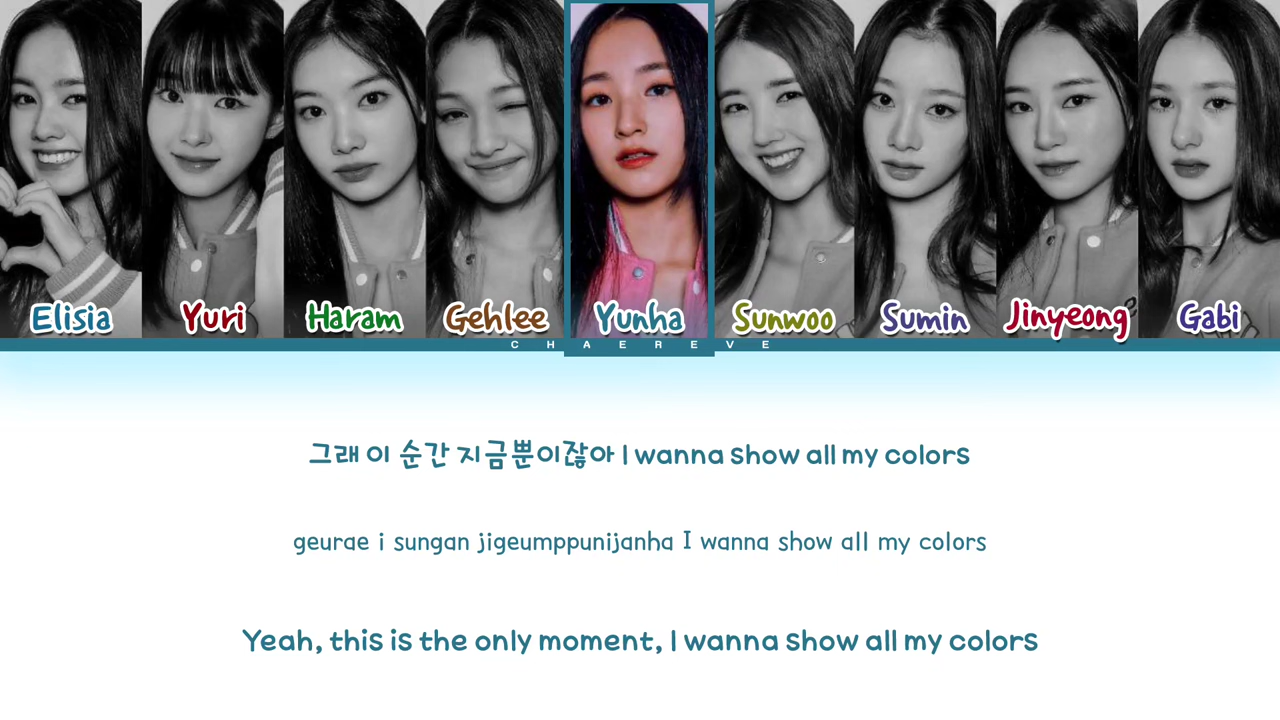 Elisia Yuri Haram Gehlee Yunha Sunwoo Sumin Jinyeong Gabi
CHAEREVE
그래 이 순간 지금뿐이잖아 I wanna show all my colors
geurae i sungan jigeumppunijanha I wanna show all my colors
Yeah, this is the only moment, I wanna show all my colors